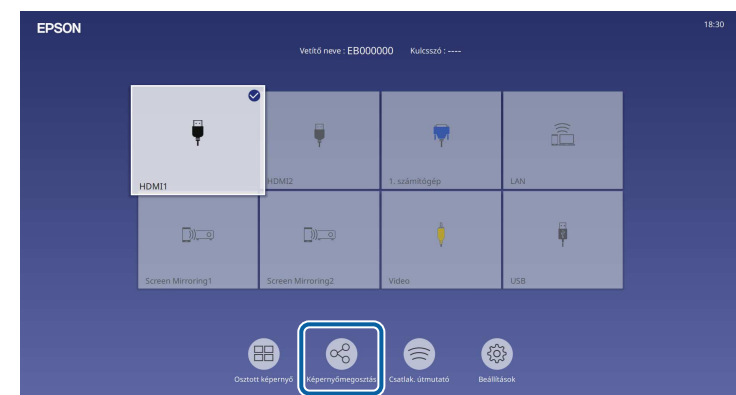 EPSON
18:30
Vetítő neve : EB000000 Kulcsszó : ----
HDMI1
HDMI2
1. számítógép
LAN
Screen Mirroring1
Screen Mirroring2
Video
USB
Osztott képernyő
Képernyőmegosztás
Csatlak. útmutató
Beállítások